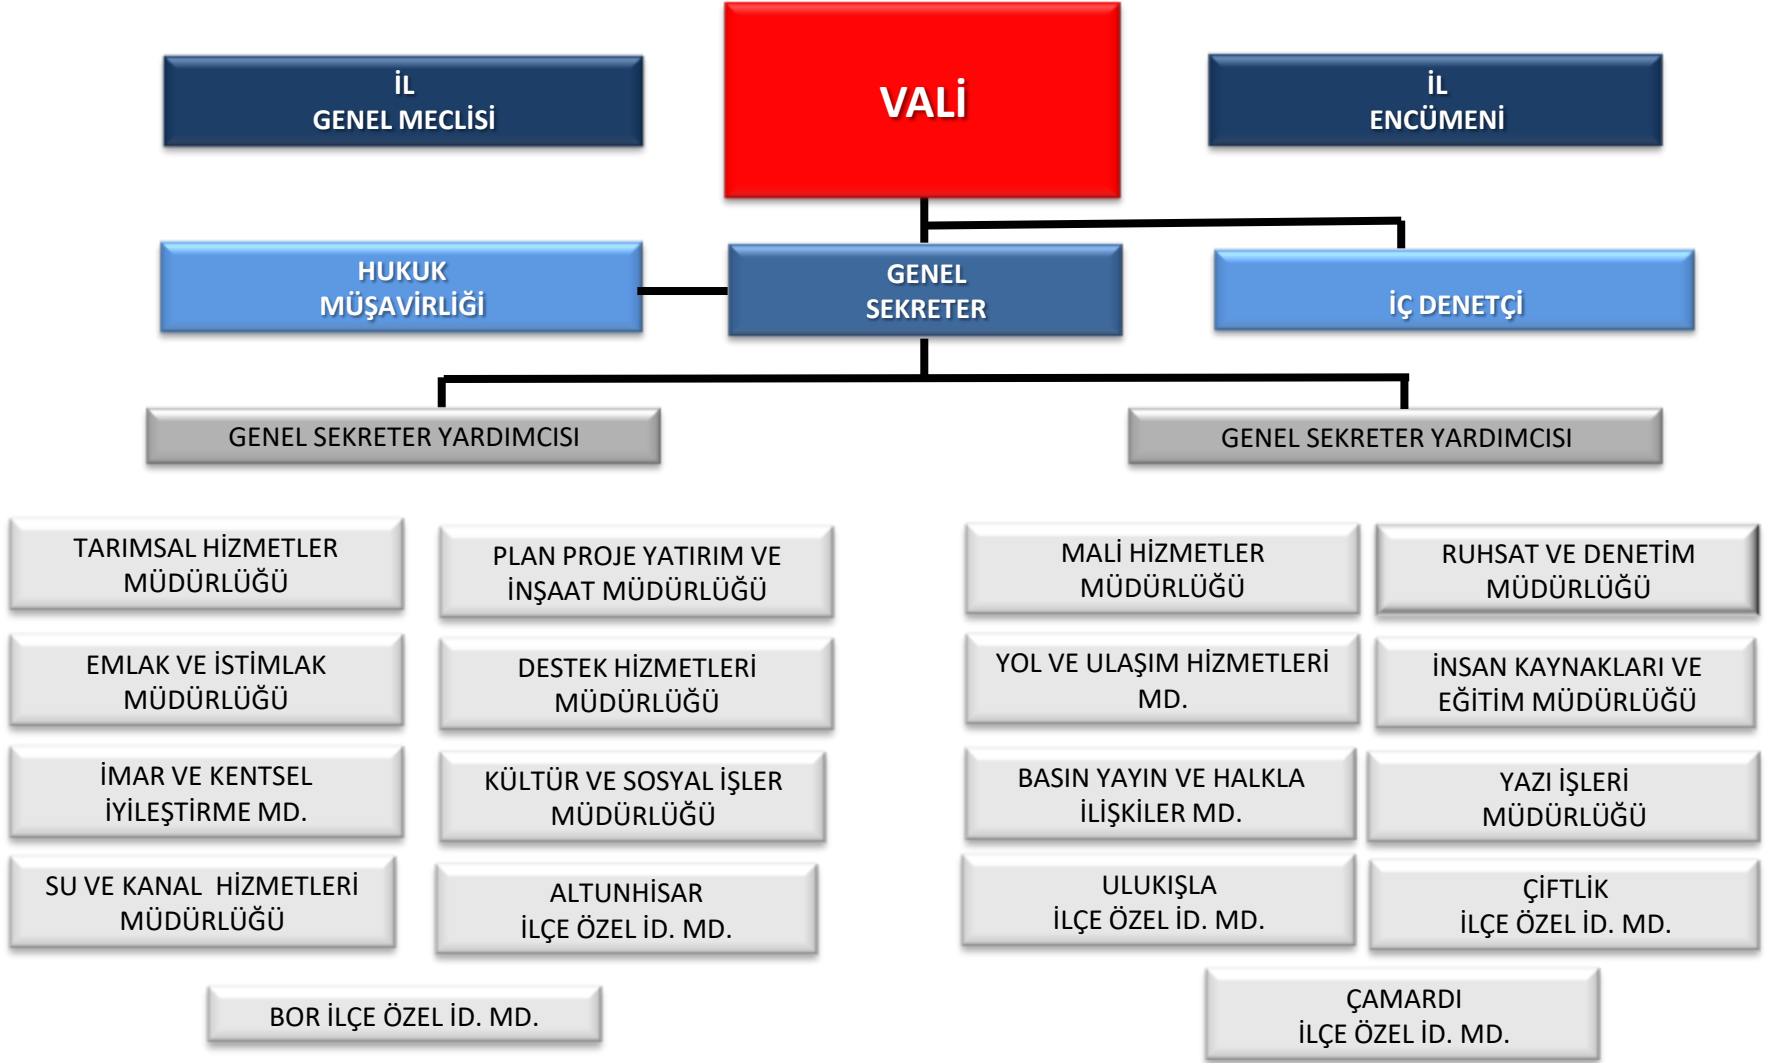 İL
GENEL MECLİSİ
VALİ
İL
ENCÜMENİ
HUKUK
MÜŞAVİRLİĞİ
GENEL
SEKRETER
İÇ DENETÇİ
GENEL SEKRETER YARDIMCISI
GENEL SEKRETER YARDIMCISI
TARIMSAL HİZMETLER
MÜDÜRLÜĞÜ
PLAN PROJE YATIRIM VE
İNŞAAT MÜDÜRLÜĞÜ
MALİ HİZMETLER
MÜDÜRLÜĞÜ
RUHSAT VE DENETİM
MÜDÜRLÜĞÜ
EMLAK VE İSTİMLAK
MÜDÜRLÜĞÜ
DESTEK HİZMETLERİ
MÜDÜRLÜĞÜ
YOL VE ULAŞIM HİZMETLERİ
MD.
İNSAN KAYNAKLARI VE
EĞİTİM MÜDÜRLÜĞÜ
İMAR VE KENTSEL
İYİLEŞTİRME MD.
KÜLTÜR VE SOSYAL İŞLER
MÜDÜRLÜĞÜ
BASIN YAYIN VE HALKLA
İLİŞKİLER MD.
YAZI İŞLERİ
MÜDÜRLÜĞÜ
SU VE KANAL  HİZMETLERİ
MÜDÜRLÜĞÜ
ALTUNHİSAR
İLÇE ÖZEL İD. MD.
ULUKIŞLA
İLÇE ÖZEL İD. MD.
ÇİFTLİK
İLÇE ÖZEL İD. MD.
BOR İLÇE ÖZEL İD. MD.
ÇAMARDI
İLÇE ÖZEL İD. MD.